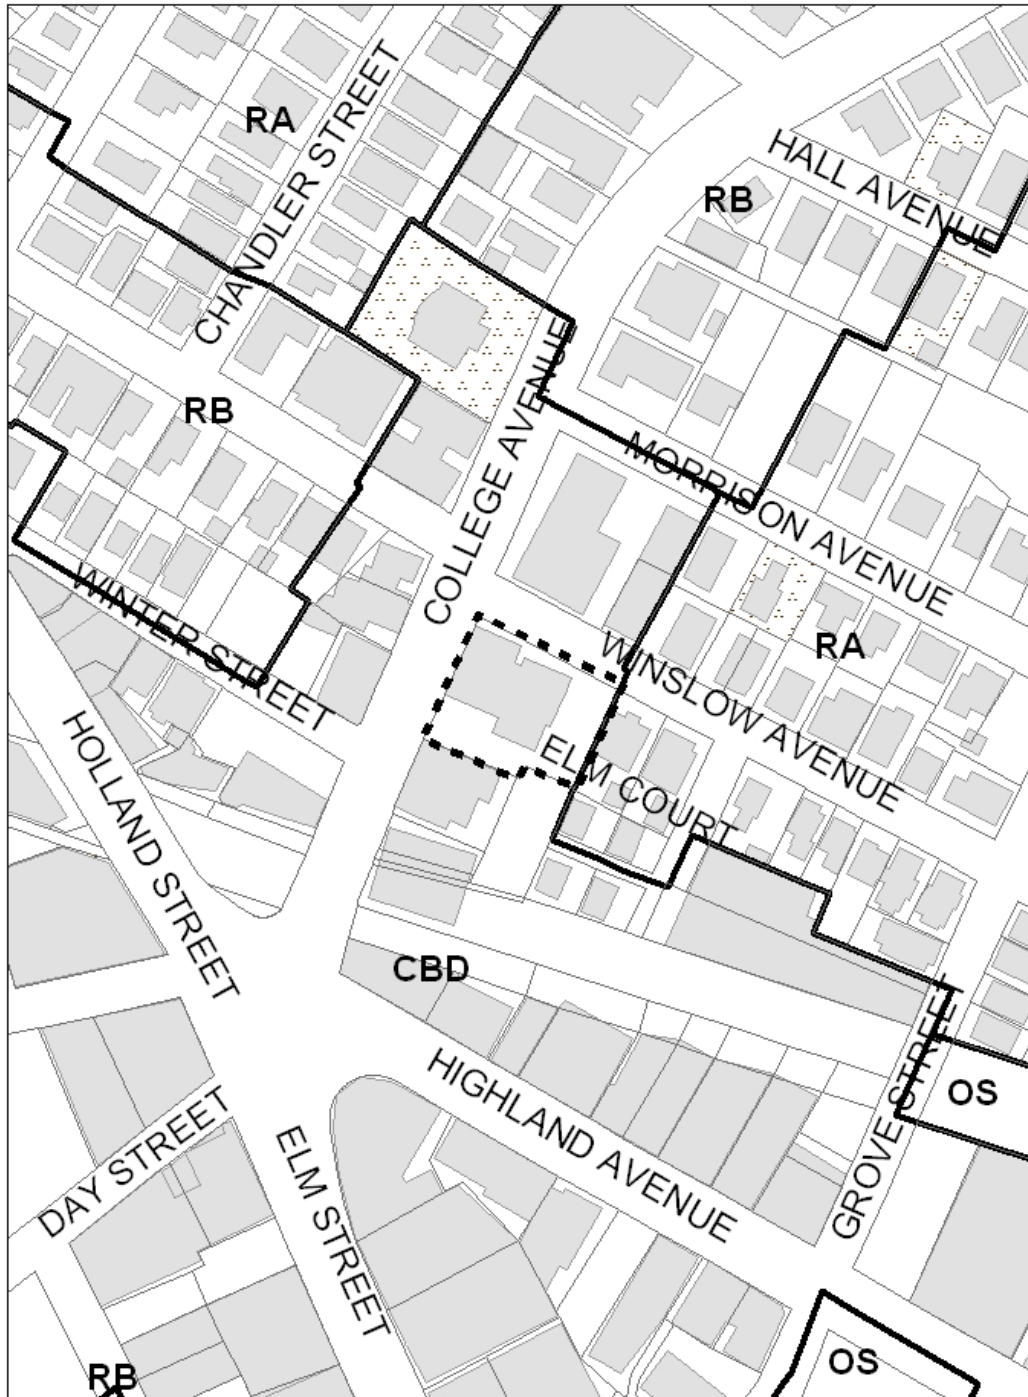 RA
CHANDLER STREET
HALL AVENUE
RB
RB
COLLEGE AVENUE
MORRISON AVENUE
WINTER STREET
WINSLOW AVENUE
RA
HOLLAND STREET
ELM COURT
CBD
HIGHLAND AVENUE
GROVE STREET
OS
DAY STREET
ELM STREET
RB
OS